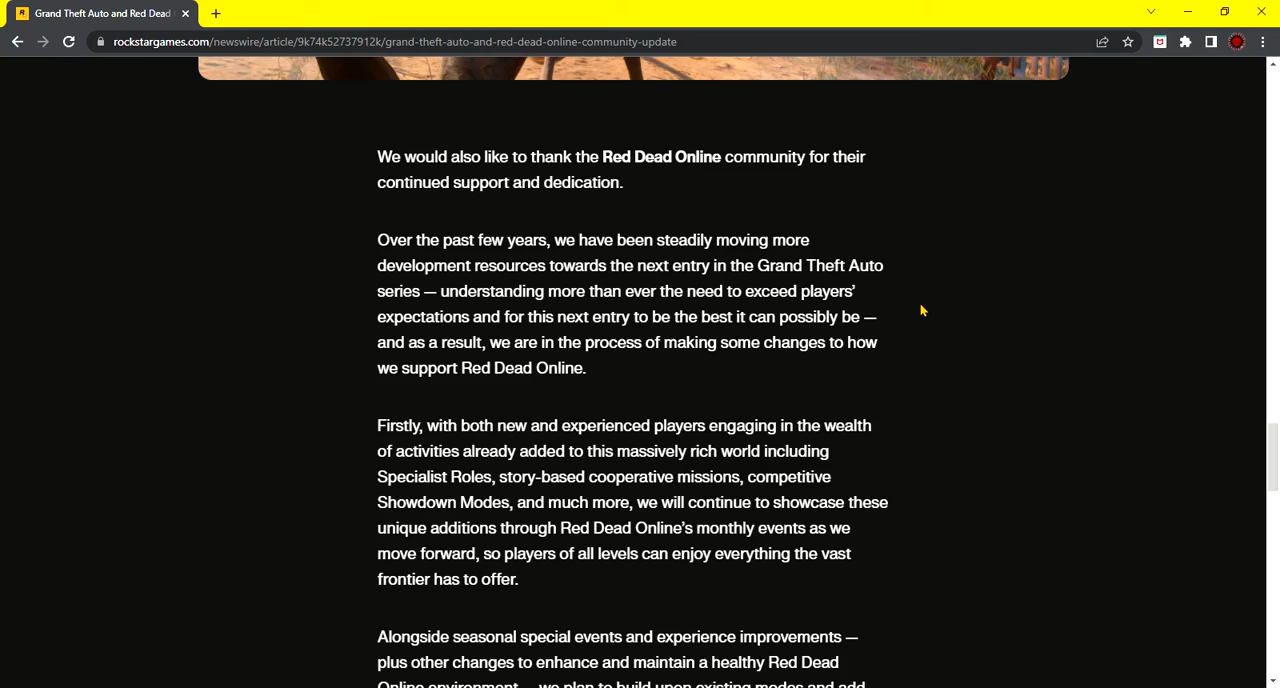 Grand Theft Auto and Red Dead
rockstargames.com/newswire/article/9k74k52737912k/grand-theft-auto-and-red-dead-online-community-update
We would also like to thank the Red Dead Online community for their
continued support and dedication.
Over the past few years, we have been steadily moving more
development resources towards the next entry in the Grand Theft Auto
series — understanding more than ever the need to exceed players’
expectations and for this next entry to be the best it can possibly be —
and as a result, we are in the process of making some changes to how
we support Red Dead Online.
Firstly, with both new and experienced players engaging in the wealth
of activities already added to this massively rich world including
Specialist Roles, story-based cooperative missions, competitive
Showdown Modes, and much more, we will continue to showcase these
unique additions through Red Dead Online’s monthly events as we
move forward, so players of all levels can enjoy everything the vast
frontier has to offer.
Alongside seasonal special events and experience improvements —
plus other changes to enhance and maintain a healthy Red Dead
Online environment — we plan to build upon existing modes and add